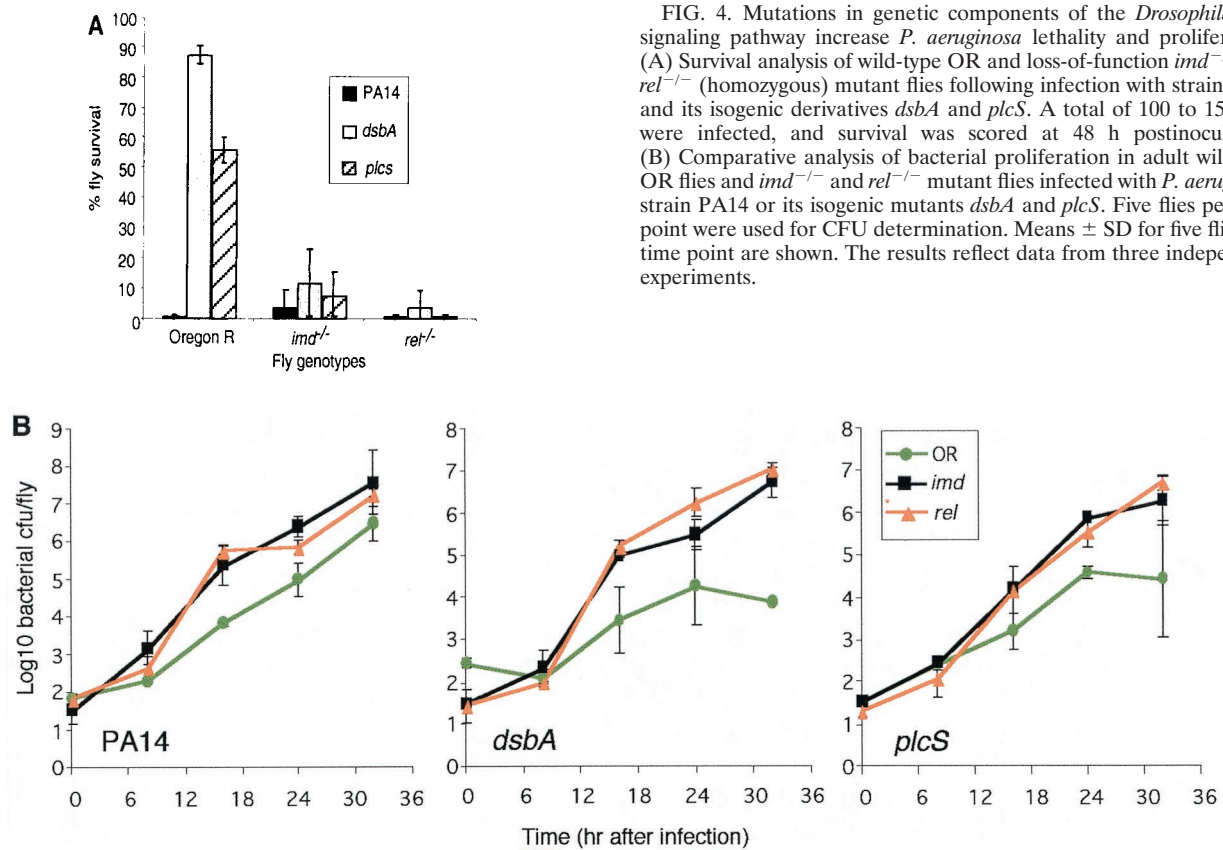 A
% fly survival
100
90
80
70
60
50
40
30
20
10
0
PA14
dsbA
plcs
Oregon R imd-/- rel-/-
Fly genotypes
FIG. 4. Mutations in genetic components of the Drosophil
signaling pathway increase P. aeruginosa lethality and prolifer
(A) Survival analysis of wild-type OR and loss-of-function imd−
rel−/− (homozygous) mutant flies following infection with strain
and its isogenic derivatives dsbA and plcS. A total of 100 to 15
were infected, and survival was scored at 48 h postinocu
(B) Comparative analysis of bacterial proliferation in adult wil
OR flies and imd−/− and rel−/− mutant flies infected with P. aerug
strain PA14 or its isogenic mutants dsbA and plcS. Five flies pe
point were used for CFU determination. Means ± SD for five fli
time point are shown. The results reflect data from three indepe
experiments.
B
Log10 bacterial cfu/fly
9
8
7
6
5
4
3
2
1
0
PA14
0 6 12 18 24 30 36
8
7
6
5
4
3
2
1
0
dsbA
0 6 12 18 24 30 36
8
7
6
5
4
3
2
1
0
OR
imd
rel
plcS
0 6 12 18 24 30 36
Time (hr after infection)